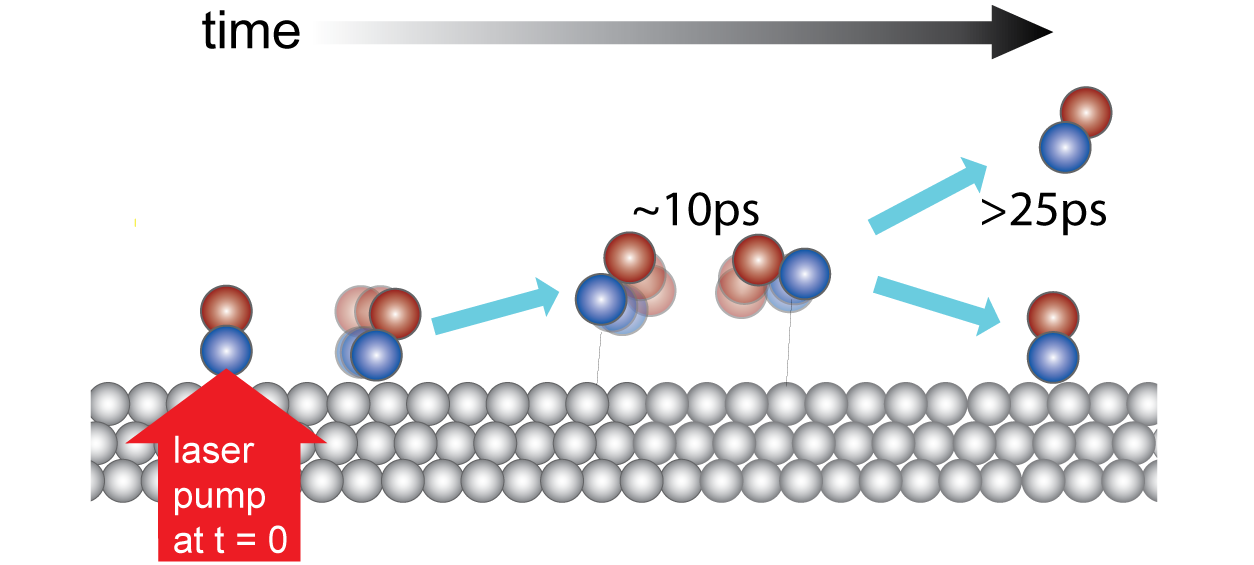 time
~10ps
>25ps
laser
pump
at t = 0